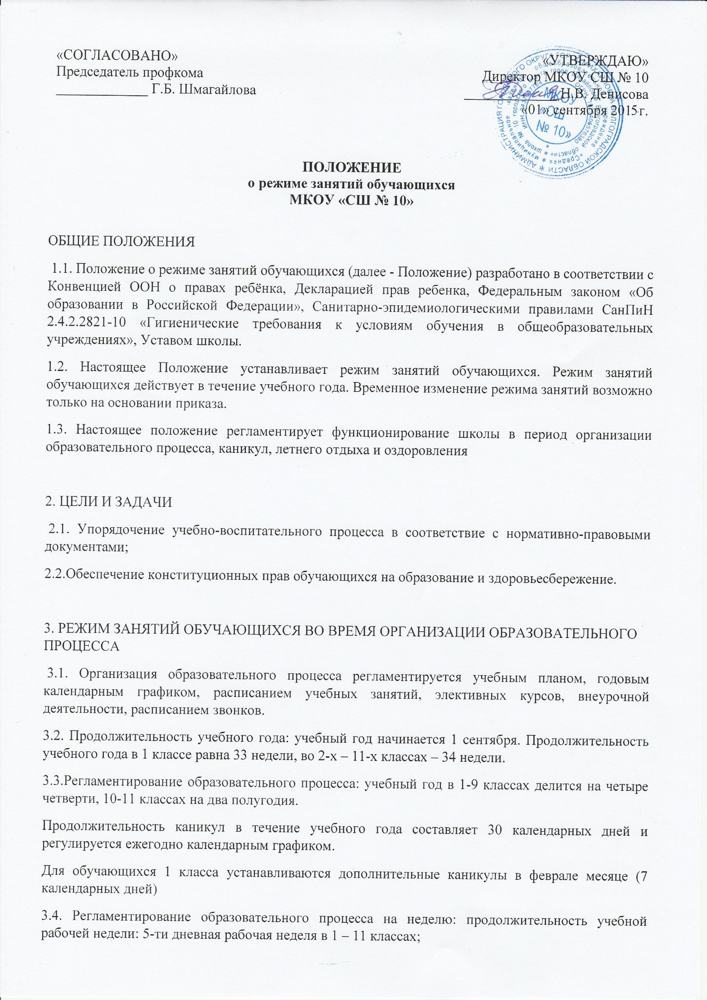 «СОГЛАСОВАНО»
Председатель профкома
______________ Г.Б. Шмагайлова
«УТВЕРЖДАЮ»
Директор МКОУ СШ № 10
______________ Н.В. Денисова
«01» сентября 2015 г.
МКОУ
«СШ
№ 10»
ПОЛОЖЕНИЕ
о режиме занятий обучающихся
МКОУ «СШ № 10»
ОБЩИЕ ПОЛОЖЕНИЯ
1.1. Положение о режиме занятий обучающихся (далее - Положение) разработано в соответствии с
Конвенцией ООН о правах ребёнка, Декларацией прав ребенка, Федеральным законом «Об
образовании в Российской Федерации», Санитарно-эпидемиологическими правилами СанПиН
2.4.2.2821-10 «Гигиенические требования к условиям обучения в общеобразовательных
учреждениях», Уставом школы.
1.2. Настоящее Положение устанавливает режим занятий обучающихся. Режим занятий
обучающихся действует в течение учебного года. Временное изменение режима занятий возможно
только на основании приказа.
1.3. Настоящее положение регламентирует функционирование школы в период организации
образовательного процесса, каникул, летнего отдыха и оздоровления
2. ЦЕЛИ И ЗАДАЧИ
2.1. Упорядочение учебно-воспитательного процесса в соответствие с нормативно-правовыми
документами;
2.2.Обеспечение конституционных прав обучающихся на образование и здоровьесбережение.
3. РЕЖИМ ЗАНЯТИЙ ОБУЧАЮЩИХСЯ ВО ВРЕМЯ ОРГАНИЗАЦИИ ОБРАЗОВАТЕЛЬНОГО
ПРОЦЕССА
3.1. Организация образовательного процесса регламентируется учебным планом, годовым
календарным графиком, расписанием учебных занятий, элективных курсов, внеурочной
деятельности, расписанием звонков.
3.2. Продолжительность учебного года: учебный год начинается 1 сентября. Продолжительность
учебного года в 1 классе равна 33 недели, во 2-х – 11-х классах – 34 недели.
3.3.Регламентирование образовательного процесса: учебный год в 1-9 классах делится на четыре
четверти, 10-11 классах на два полугодия.
Продолжительность каникул в течение учебного года составляет 30 календарных дней и
регулируется ежегодно календарным графиком.
Для обучающихся 1 класса устанавливаются дополнительные каникулы в феврале месяце (7
календарных дней)
3.4. Регламентирование образовательного процесса на неделю: продолжительность учебной
рабочей недели: 5-ти дневная рабочая неделя в 1 – 11 классах;